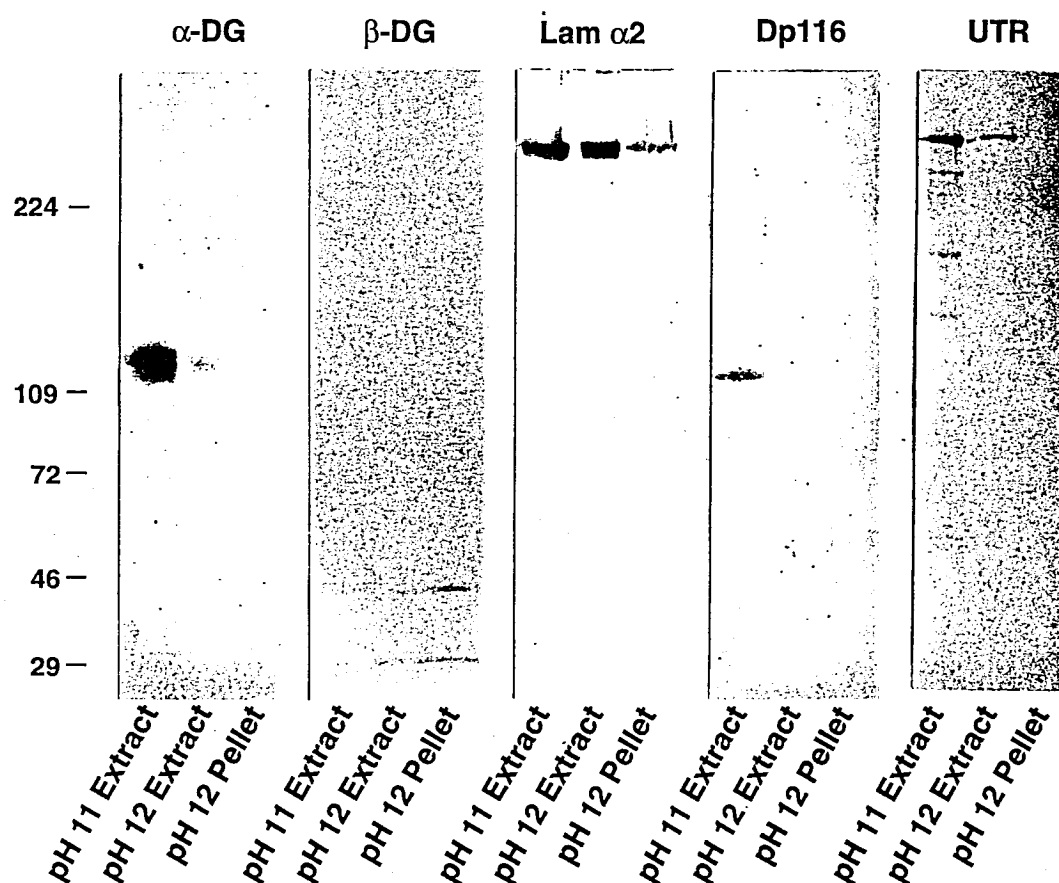 α-DG β-DG Lam α2 Dp116 UTR
224
109
72
46
29
pH 11 Extract
pH 12 Extract
pH 12 Pellet
pH 11 Extract
pH 12 Extract
pH 12 Pellet
pH 11 Extract
pH 12 Extract
pH 12 Pellet
pH 11 Extract
pH 12 Extract
pH 12 Pellet
pH 11 Extract
pH 12 Extract
pH 12 Pellet